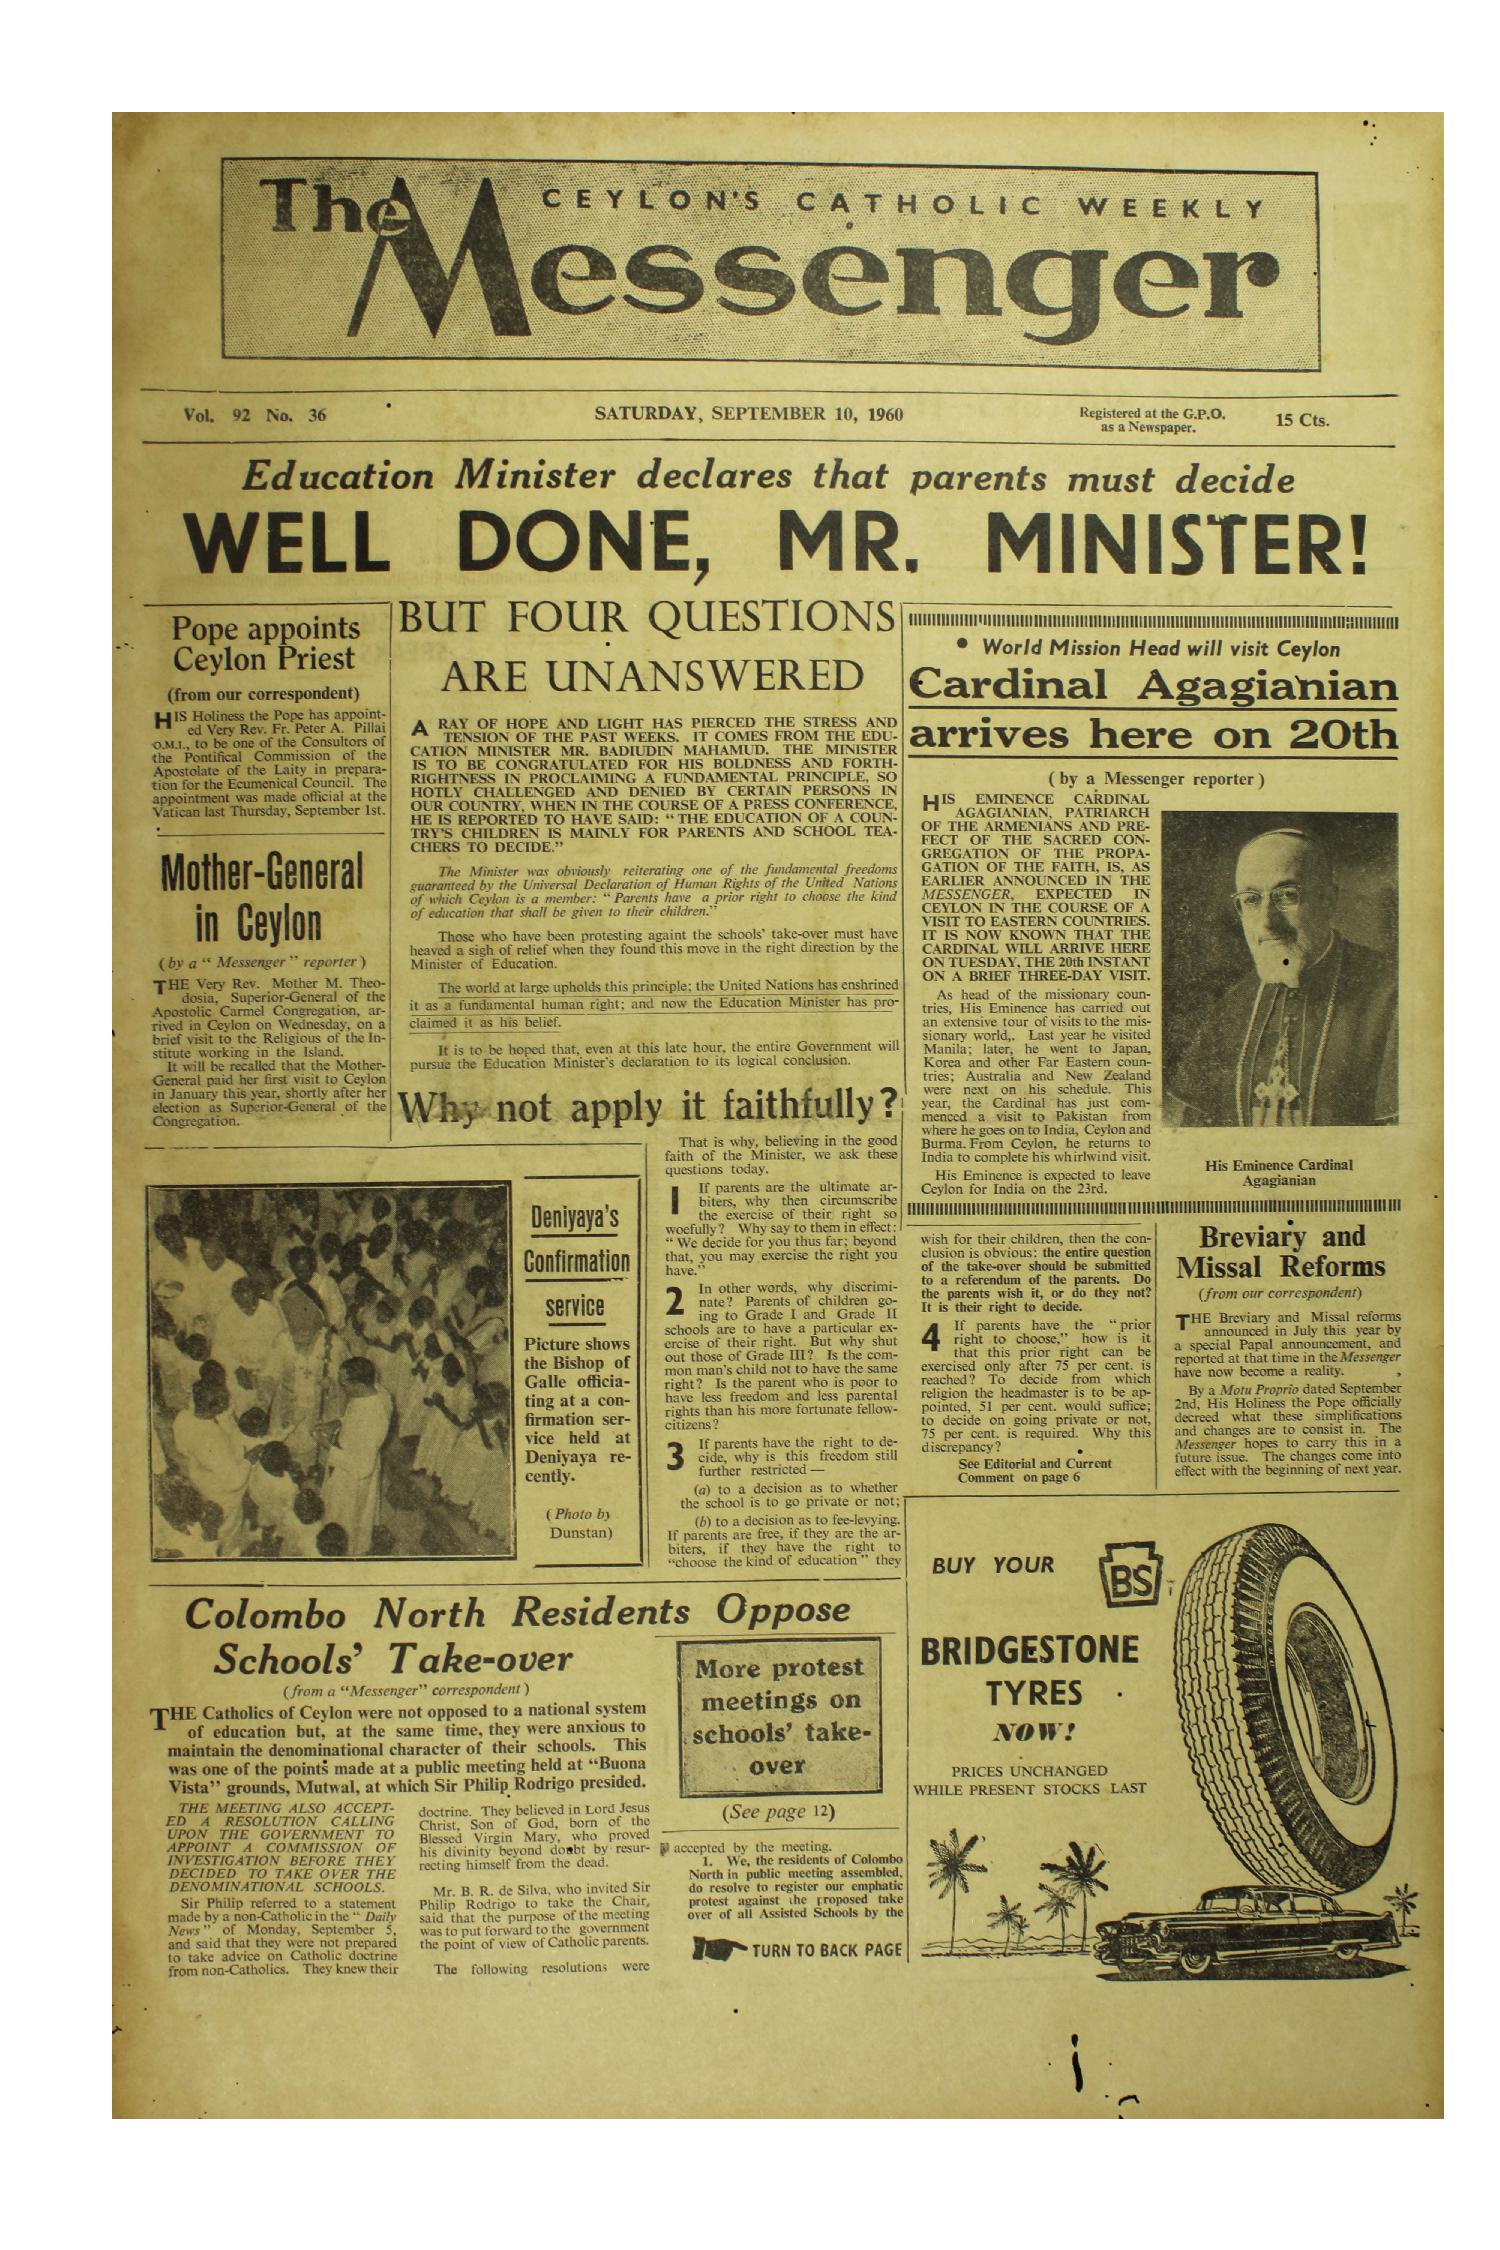 The Messenger
CEYLON'S CATHOLIC WEEKLY
Vol. 92 No. 36
SATURDAY, SEPTEMBER 10, 1960
Registered at the G.P.O.
as a Newspaper.
15 Cts.
Education Minister declares that parents must decide
WELL DONE, MR. MINISTER!
Pope appoints
Ceylon Priest
(from our correspondent)
HIS Holiness the Pope has appoint-
ed Very Rev. Fr. Peter A. Pillai
O.M.I., to be one of the Consultors of
the Pontifical Commission of the
Apostolate of the Laity in prepara-
tion for the Ecumenical Council. The
appointment was made official at the
Vatican last Thursday, September 1st.
Mother-General
in Ceylon
(by a "Messenger" reporter)
THE Very Rev. Mother M. Theo-
dosia, Superior-General of the
Apostolic Carmel Congregation, ar-
rived in Ceylon on Wednesday, on a
brief visit to the Religious of the In-
stitute working in the Island.
It will be recalled that the Mother-
General paid her first visit to Ceylon
in January this year, shortly after her
election as Superior-General of the
Congregation.
BUT FOUR QUESTIONS
ARE UNANSWERED
A RAY OF HOPE AND LIGHT HAS PIERCED THE STRESS AND
TENSION OF THE PAST WEEKS. IT COMES FROM THE EDU-
CATION MINISTER MR. BADIUDIN MAHAMUD. THE MINISTER
IS TO BE CONGRATULATED FOR HIS BOLDNESS AND FORTH-
RIGHTNESS IN PROCLAIMING A FUNDAMENTAL PRINCIPLE, SO
HOTLY CHALLENGED AND DENIED BY CERTAIN PERSONS IN
OUR COUNTRY, WHEN IN THE COURSE OF A PRESS CONFERENCE,
HE IS REPORTED TO HAVE SAID: "THE EDUCATION OF A COUN-
TRY'S CHILDREN IS MAINLY FOR PARENTS AND SCHOOL TEA-
CHERS TO DECIDE."
The Minister was obviously reiterating one of the fundamental freedoms
guaranteed by the Universal Declaration of Human Rights of the United Nations
of which Ceylon is a member: "Parents have a prior right to choose the kind
of education that shall be given to their children."
Those who have been protesting againt the schools' take-over must have
heaved a sigh of relief when they found this move in the right direction by the
Minister of Education.
The world at large upholds this principle; the United Nations has enshrined
it as a fundamental human right; and now the Education Minister has pro-
claimed it as his belief.
It is to be hoped that, even at this late hour, the entire Government will
pursue the Education Minister's declaration to its logical conclusion.
Why not apply it faithfully?
That is why, believing in the good
faith of the Minister, we ask these
questions today.
1 If parents are the ultimate ar-
biters, why then circumscribe
the exercise of their right so
woefully? Why say to them in effect:
"We decide for you thus far; beyond
that, you may exercise the right you
have."
2 In other words, why discrimi-
nate? Parents of children go-
ing to Grade I and Grade II
schools are to have a particular ex-
ercise of their right. But why shut
out those of Grade III? Is the com-
mon man's child not to have the same
right? Is the parent who is poor to
have less freedom and less parental
rights than his more fortunate fellow-
citizens?
3 If parents have the right to de-
cide, why is this freedom still
further restricted —
(a) to a decision as to whether
the school is to go private or not;
(b) to a decision as to fee-levying.
If parents are free, if they are the ar-
biters, if they have the right to
"choose the kind of education" they
wish for their children, then the con-
clusion is obvious: the entire question
of the take-over should be submitted
to a referendum of the parents. Do
the parents wish it, or do they not?
It is their right to decide.
4 If parents have the "prior
right to choose," how is it
that this prior right can be
exercised only after 75 per cent. is
reached? To decide from which
religion the headmaster is to be ap-
pointed, 51 per cent. would suffice;
to decide on going private or not,
75 per cent. is required. Why this
discrepancy?
See Editorial and Current
Comment on page 6
• World Mission Head will visit Ceylon
Cardinal Agagianian
arrives here on 20th
(by a Messenger reporter)
HIS EMINENCE CARDINAL
AGAGIANIAN, PATRIARCH
OF THE ARMENIANS AND PRE-
FECT OF THE SACRED CON-
GREGATION OF THE PROPA-
GATION OF THE FAITH, IS, AS
EARLIER ANNOUNCED IN THE
MESSENGER, EXPECTED IN
CEYLON IN THE COURSE OF A
VISIT TO EASTERN COUNTRIES.
IT IS NOW KNOWN THAT THE
CARDINAL WILL ARRIVE HERE
ON TUESDAY, THE 20th INSTANT
ON A BRIEF THREE-DAY VISIT.
As head of the missionary coun-
tries, His Eminence has carried out
an extensive tour of visits to the mis-
sionary world,. Last year he visited
Manila; later, he went to Japan,
Korea and other Far Eastern coun-
tries; Australia and New Zealand
were next on his schedule. This
year, the Cardinal has just com-
menced a visit to Pakistan from
where he goes on to India, Ceylon and
Burma. From Ceylon, he returns to
India to complete his whirlwind visit.
His Eminence is expected to leave
Ceylon for India on the 23rd.
His Eminence Cardinal
Agagianian
Breviary and
Missal Reforms
(from our correspondent)
THE Breviary and Missal reforms
announced in July this year by
a special Papal announcement, and
reported at that time in the Messenger
have now become a reality.
By a Motu Proprio dated September
2nd, His Holiness the Pope officially
decreed what these simplifications
and changes are to consist in. The
Messenger hopes to carry this in a
future issue. The changes come into
effect with the beginning of next year.
Deniyaya's
Confirmation
service
Picture shows
the Bishop of
Galle officia-
ting at a con-
firmation ser-
vice held at
Deniyaya re-
cently.
(Photo by
Dunstan)
Colombo North Residents Oppose
Schools' Take-over
(from a "Messenger" correspondent)
THE Catholics of Ceylon were not opposed to a national system
of education but, at the same time, they were anxious to
maintain the denominational character of their schools. This
was one of the points made at a public meeting held at "Buona
Vista" grounds, Mutwal, at which Sir Philip Rodrigo presided.
THE MEETING ALSO ACCEPT-
ED A RESOLUTION CALLING
UPON THE GOVERNMENT TO
APPOINT A COMMISSION OF
INVESTIGATION BEFORE THEY
DECIDED TO TAKE OVER THE
DENOMINATIONAL SCHOOLS.
Sir Philip referred to a statement
made by a non-Catholic in the "Daily
News" of Monday, September 5,
and said that they were not prepared
to take advice on Catholic doctrine
from non-Catholics. They knew their
doctrine. They believed in Lord Jesus
Christ, Son of God, born of the
Blessed Virgin Mary, who proved
his divinity beyond doubt by resur-
recting himself from the dead.
Mr. B. R. de Silva, who invited Sir
Philip Rodrigo to take the Chair,
said that the purpose of the meeting
was to put forward to the government
the point of view of Catholic parents.
The following resolutions were
More protest
meetings on
schools' take-
over
(See page 12)
accepted by the meeting.
1. We, the residents of Colombo
North in public meeting assembled,
do resolve to register our emphatic
protest against the proposed take
over of all Assisted Schools by the
TURN TO BACK PAGE
BUY YOUR
BS
BRIDGESTONE
TYRES
NOW!
PRICES UNCHANGED
WHILE PRESENT STOCKS LAST